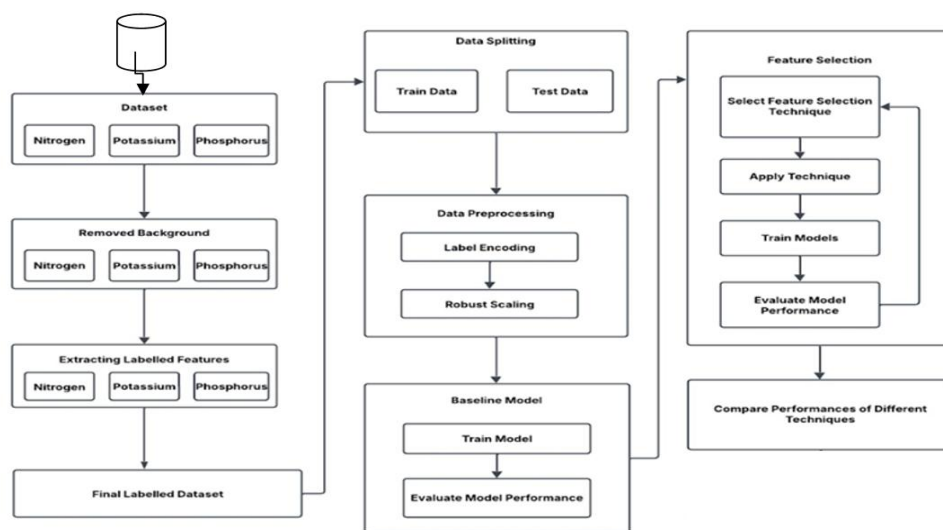 Dataset
Nitrogen Potassium Phosphorus
Removed Background
Nitrogen Potassium Phosphorus
Extracting Labelled Features
Nitrogen Potassium Phosphorus
Final Labelled Dataset
Data Splitting
Train Data Test Data
Data Preprocessing
Label Encoding
Robust Scaling
Baseline Model
Train Model
Evaluate Model Performance
Feature Selection
Select Feature Selection
Technique
Apply Technique
Train Models
Evaluate Model
Performance
Compare Performances of Different
Techniques